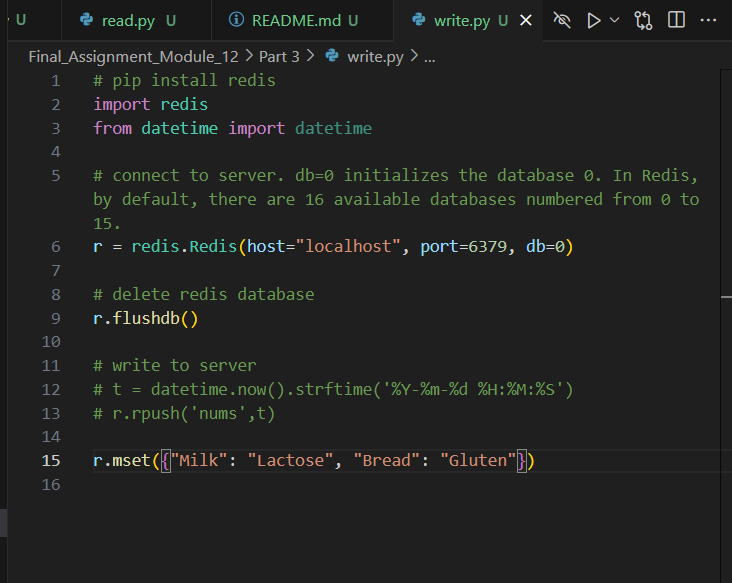 U read.py U README.md U write.py U
Final_Assignment_Module_12 > Part 3 > write.py > ...
1 # pip install redis
2 import redis
3 from datetime import datetime
4
5 # connect to server. db=0 initializes the database 0. In Redis,
by default, there are 16 available databases numbered from 0 to
15.
6 r = redis.Redis(host="localhost", port=6379, db=0)
7
8 # delete redis database
9 r.flushdb()
10
11 # write to server
12 # t = datetime.now().strftime('%Y-%m-%d %H:%M:%S')
13 # r.rpush('nums',t)
14
15 r.mset({"Milk": "Lactose", "Bread": "Gluten"})
16